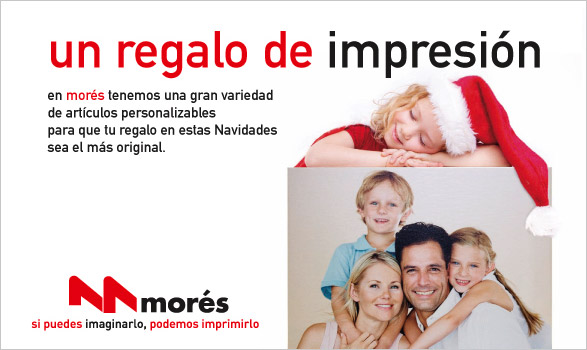 un regalo de impresión
en morés tenemos una gran variedad
de artículos personalizables
para que tu regalo en estas Navidades
sea el más original.
morés
si puedes imaginarlo, podemos imprimirlo